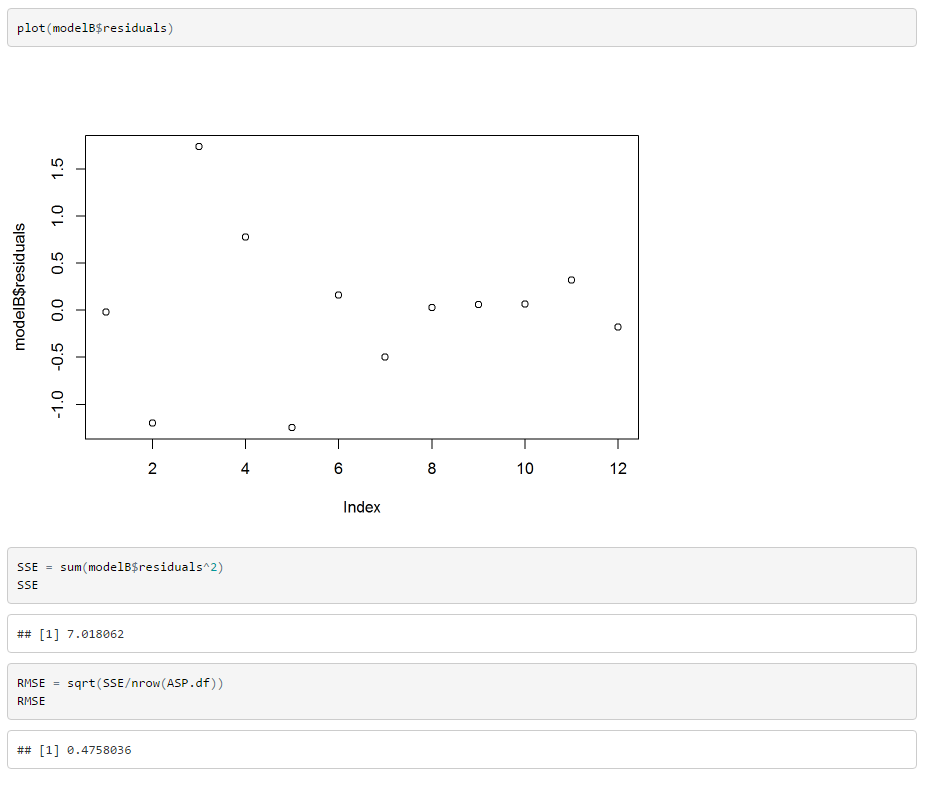 plot(modelB$residuals)
modelB$residuals
1.5
1.0
0.5
0.0
-0.5
-1.0
2 4 6 8 10 12
Index
SSE = sum(modelB$residuals^2)
SSE
## [1] 7.018062
RMSE = sqrt(SSE/nrow(ASP.df))
RMSE
## [1] 0.4758036